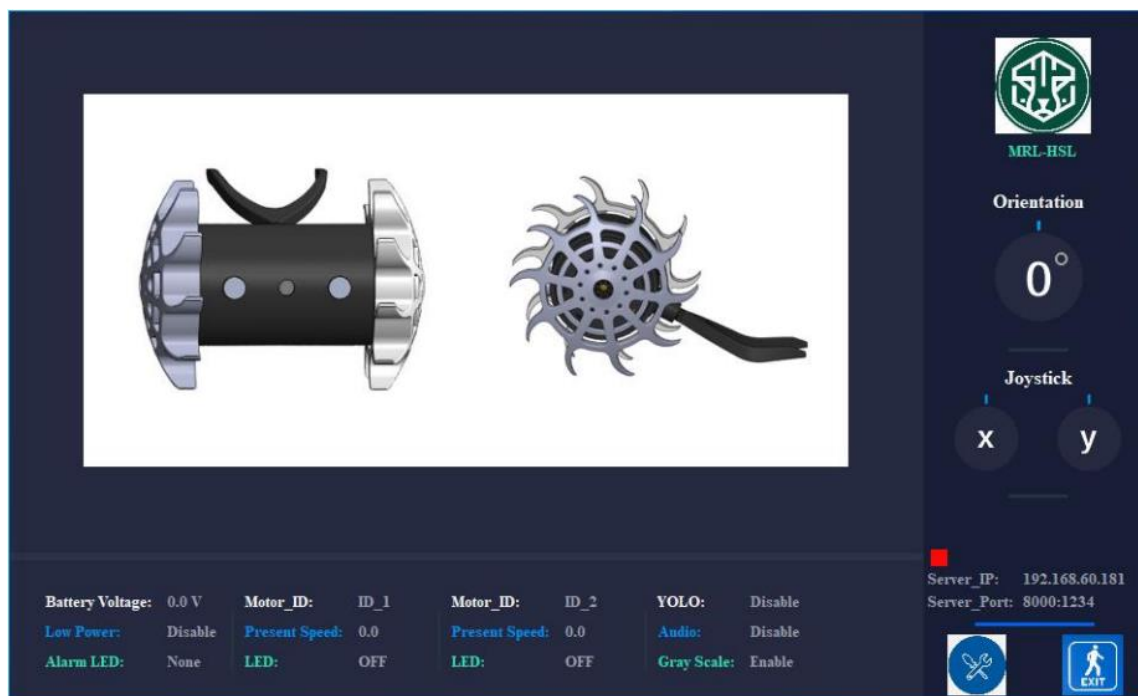 MRL-HSL
Orientation
0°
Joystick
x y
Server_IP: 192.168.60.181
Server_Port: 8000:1234
Battery Voltage: 0.0 V Motor_ID: ID_1 Motor_ID: ID_2 YOLO: Disable
Low Power: Disable Present Speed: 0.0 Present Speed: 0.0 Audio: Disable
Alarm LED: None LED: OFF LED: OFF Gray Scale: Enable
EXIT